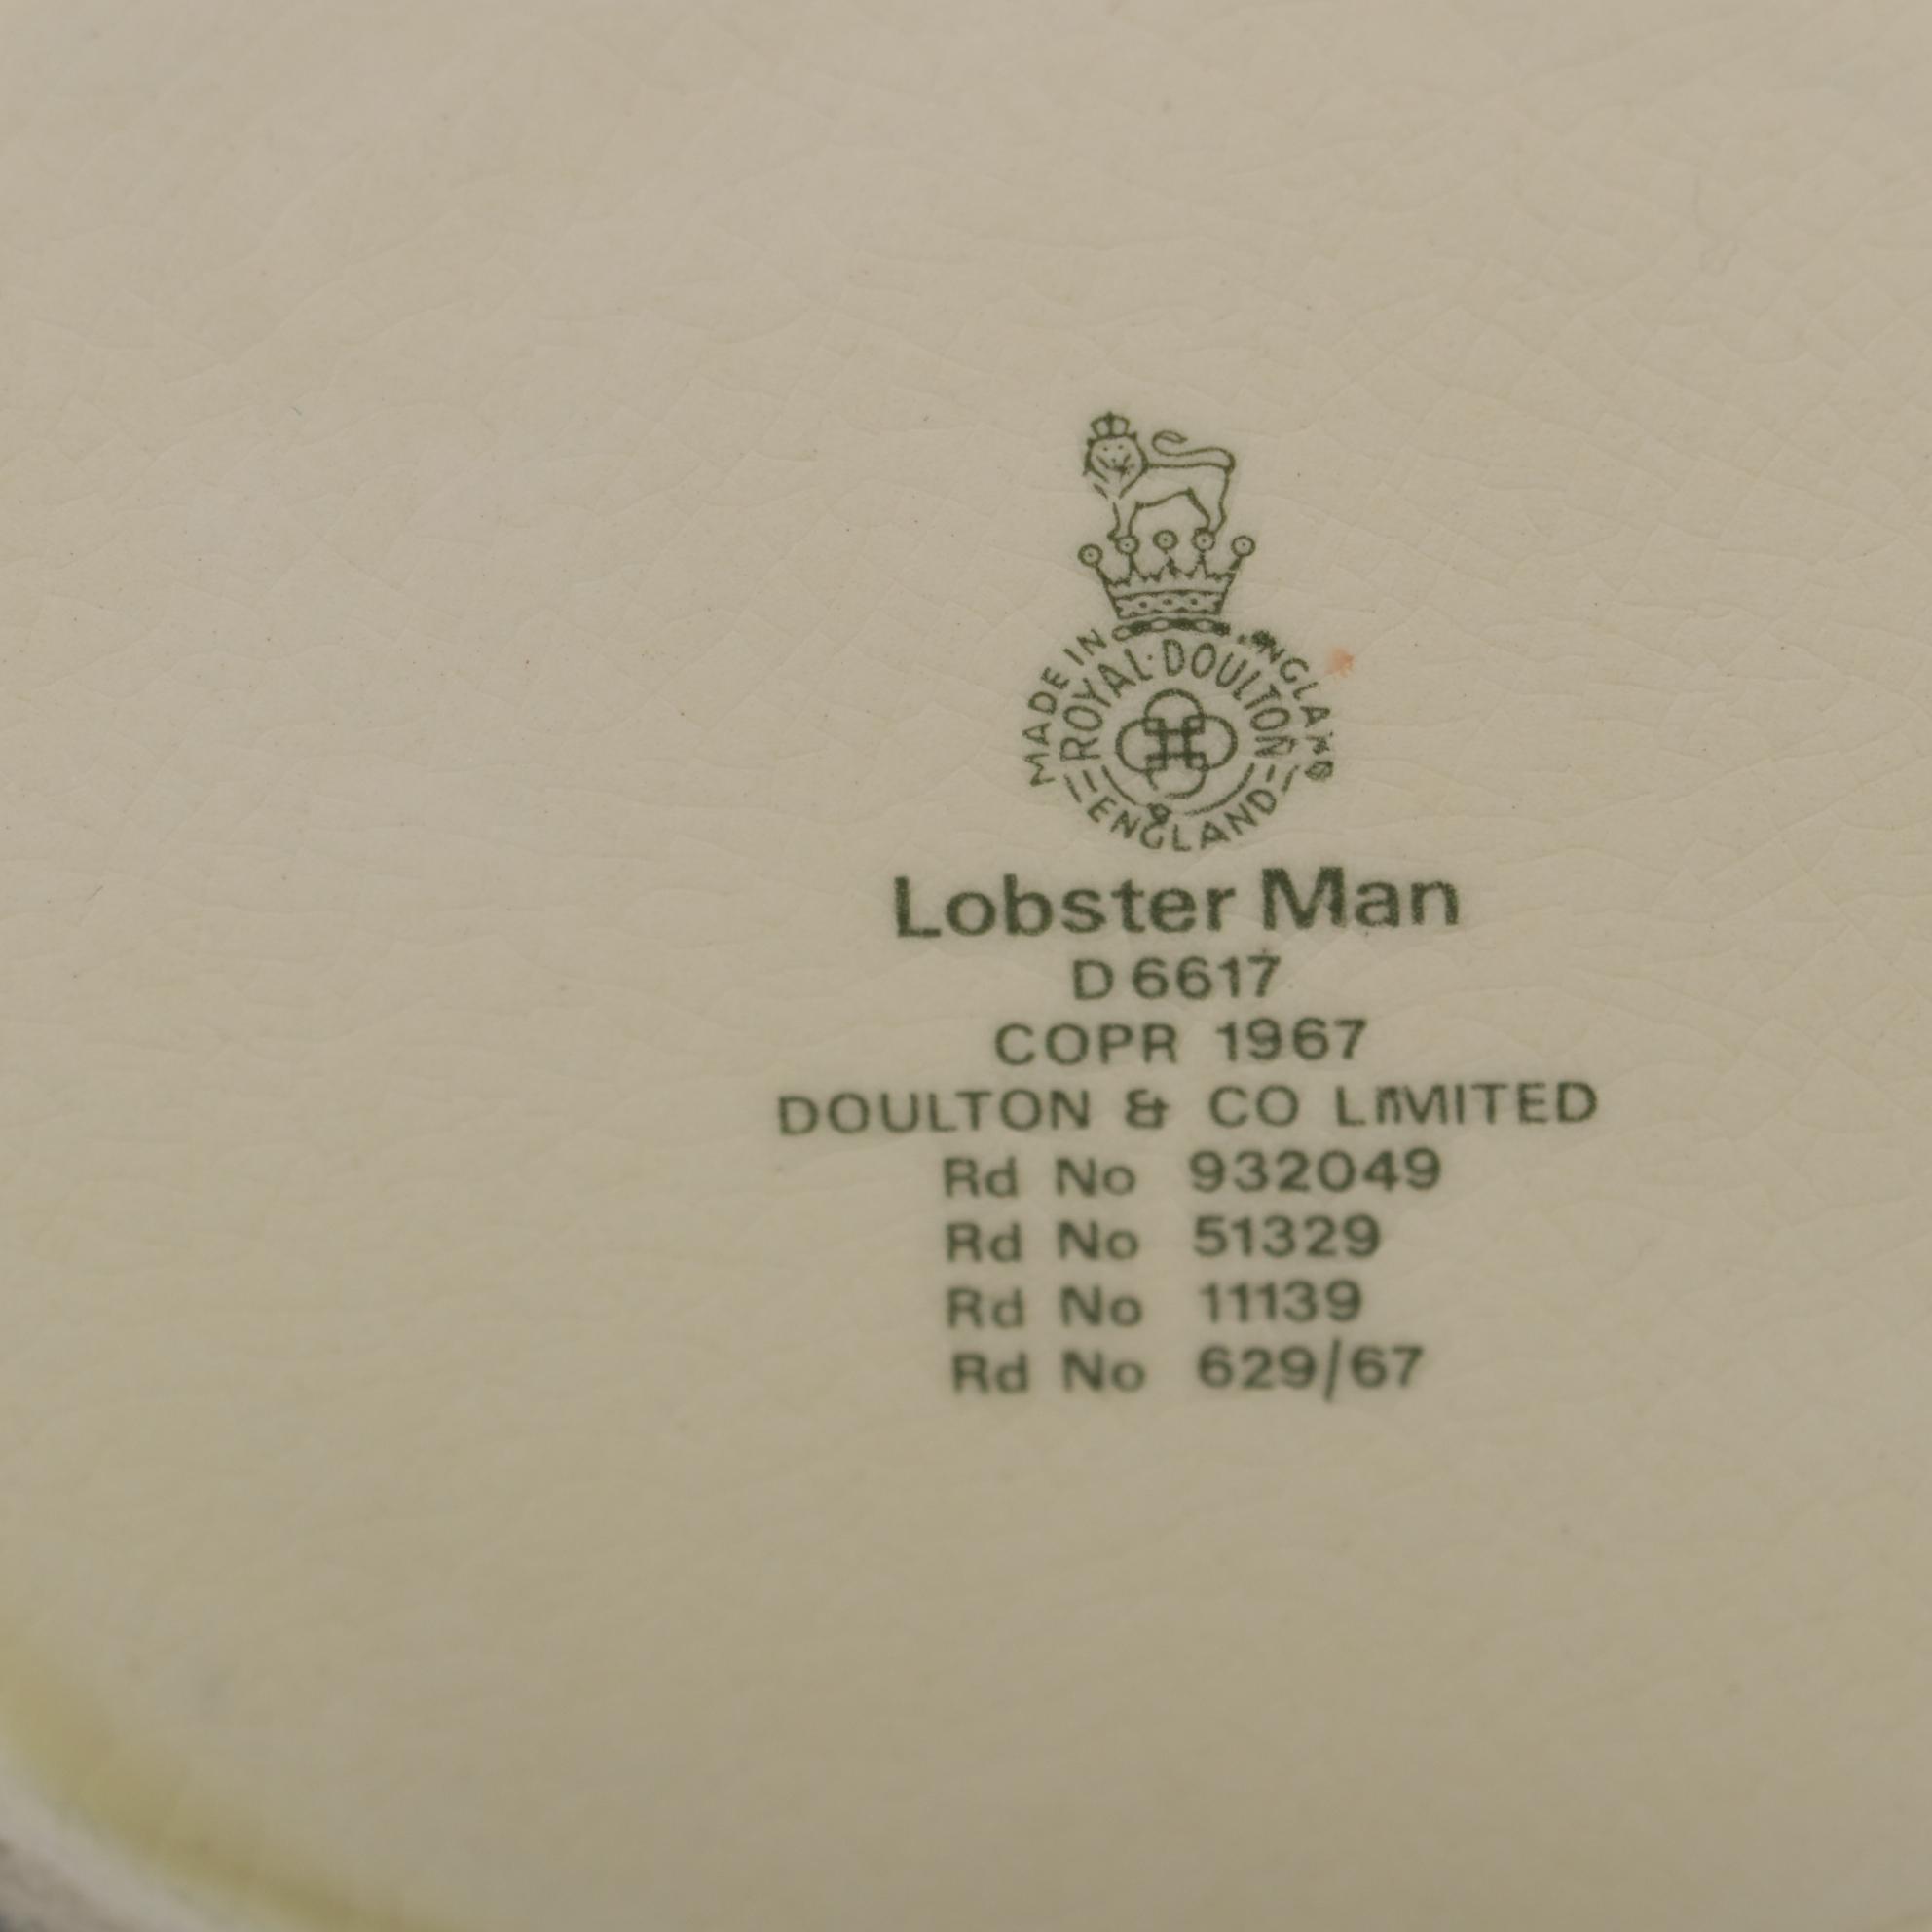 MADE IN ENGLAND
ROYAL·DOULTON
ENGLAND
Lobster Man
D 6617
COPR 1967
DOULTON & CO LIMITED
Rd No 932049
Rd No 51329
Rd No 11139
Rd No 629/67